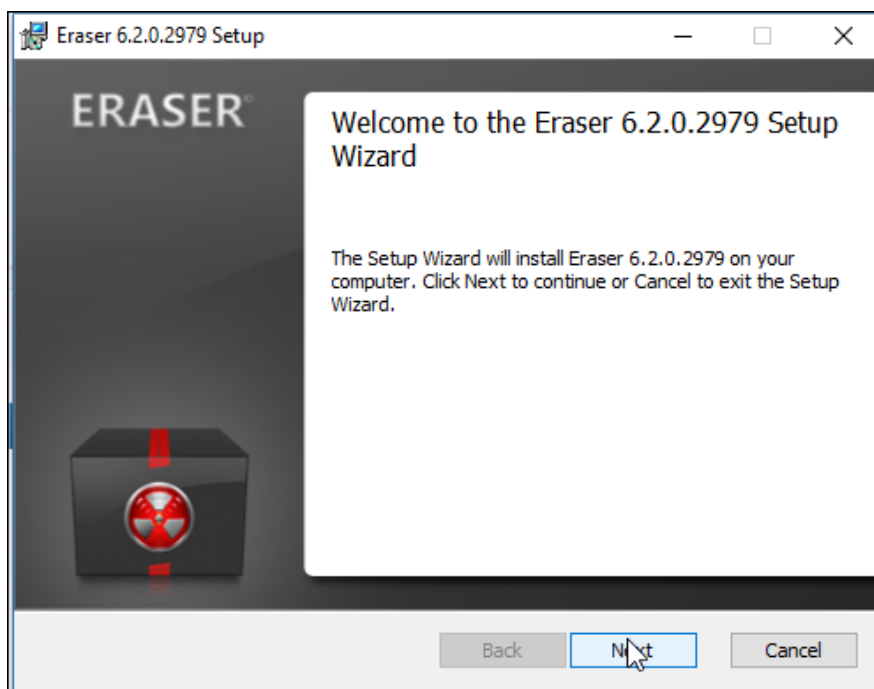 Eraser 6.2.0.2979 Setup
ERASER©
Welcome to the Eraser 6.2.0.2979 Setup
Wizard
The Setup Wizard will install Eraser 6.2.0.2979 on your
computer. Click Next to continue or Cancel to exit the Setup
Wizard.
Back
Next
Cancel